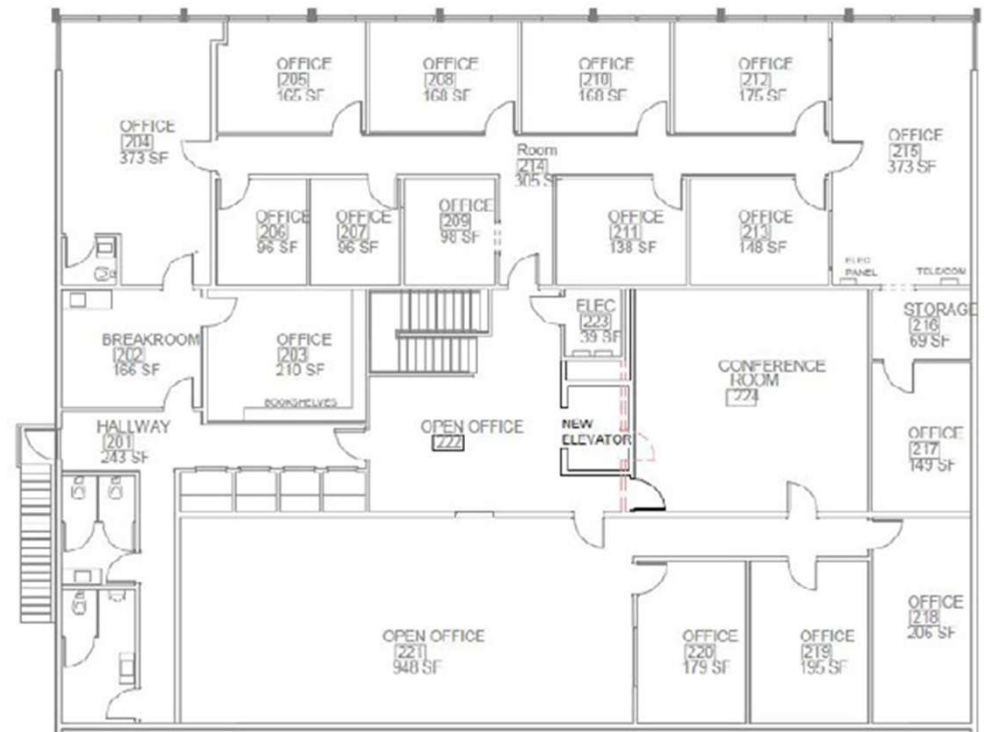 OFFICE
205
165 SF
OFFICE
208
168 SF
OFFICE
210
168 SF
OFFICE
212
175 SF
OFFICE
204
373 SF
OFFICE
215
373 SF
Room
214
305 S
OFFICE
206
96 SF
OFFICE
207
96 SF
OFFICE
209
98 SF
OFFICE
211
138 SF
OFFICE
213
148 SF
ELEC
PANEL
TELE/COM
BREAKROOM
202
166 SF
OFFICE
203
210 SF
BOOKSHELVES
ELEC
223
39 SF
STORAGE
216
69 SF
CONFERENCE
ROOM
224
HALLWAY
201
243 SF
OPEN OFFICE
222
NEW
ELEVATOR
OFFICE
217
149 SF
OPEN OFFICE
221
948 SF
OFFICE
220
179 SF
OFFICE
219
195 SF
OFFICE
218
206 SF